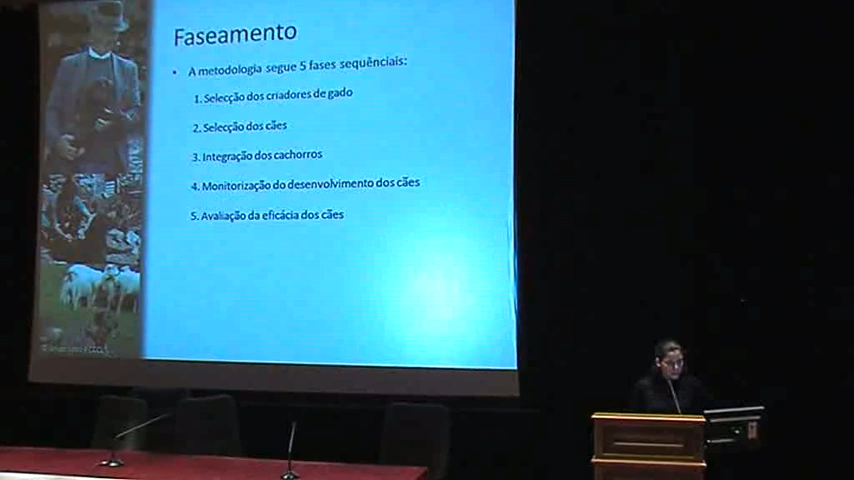 Faseamento
• A metodologia segue 5 fases sequênciais:
1. Selecção dos criadores de gado
2. Selecção dos cães
3. Integração dos cachorros
4. Monitorização do desenvolvimento dos cães
5. Avaliação da eficácia dos cães